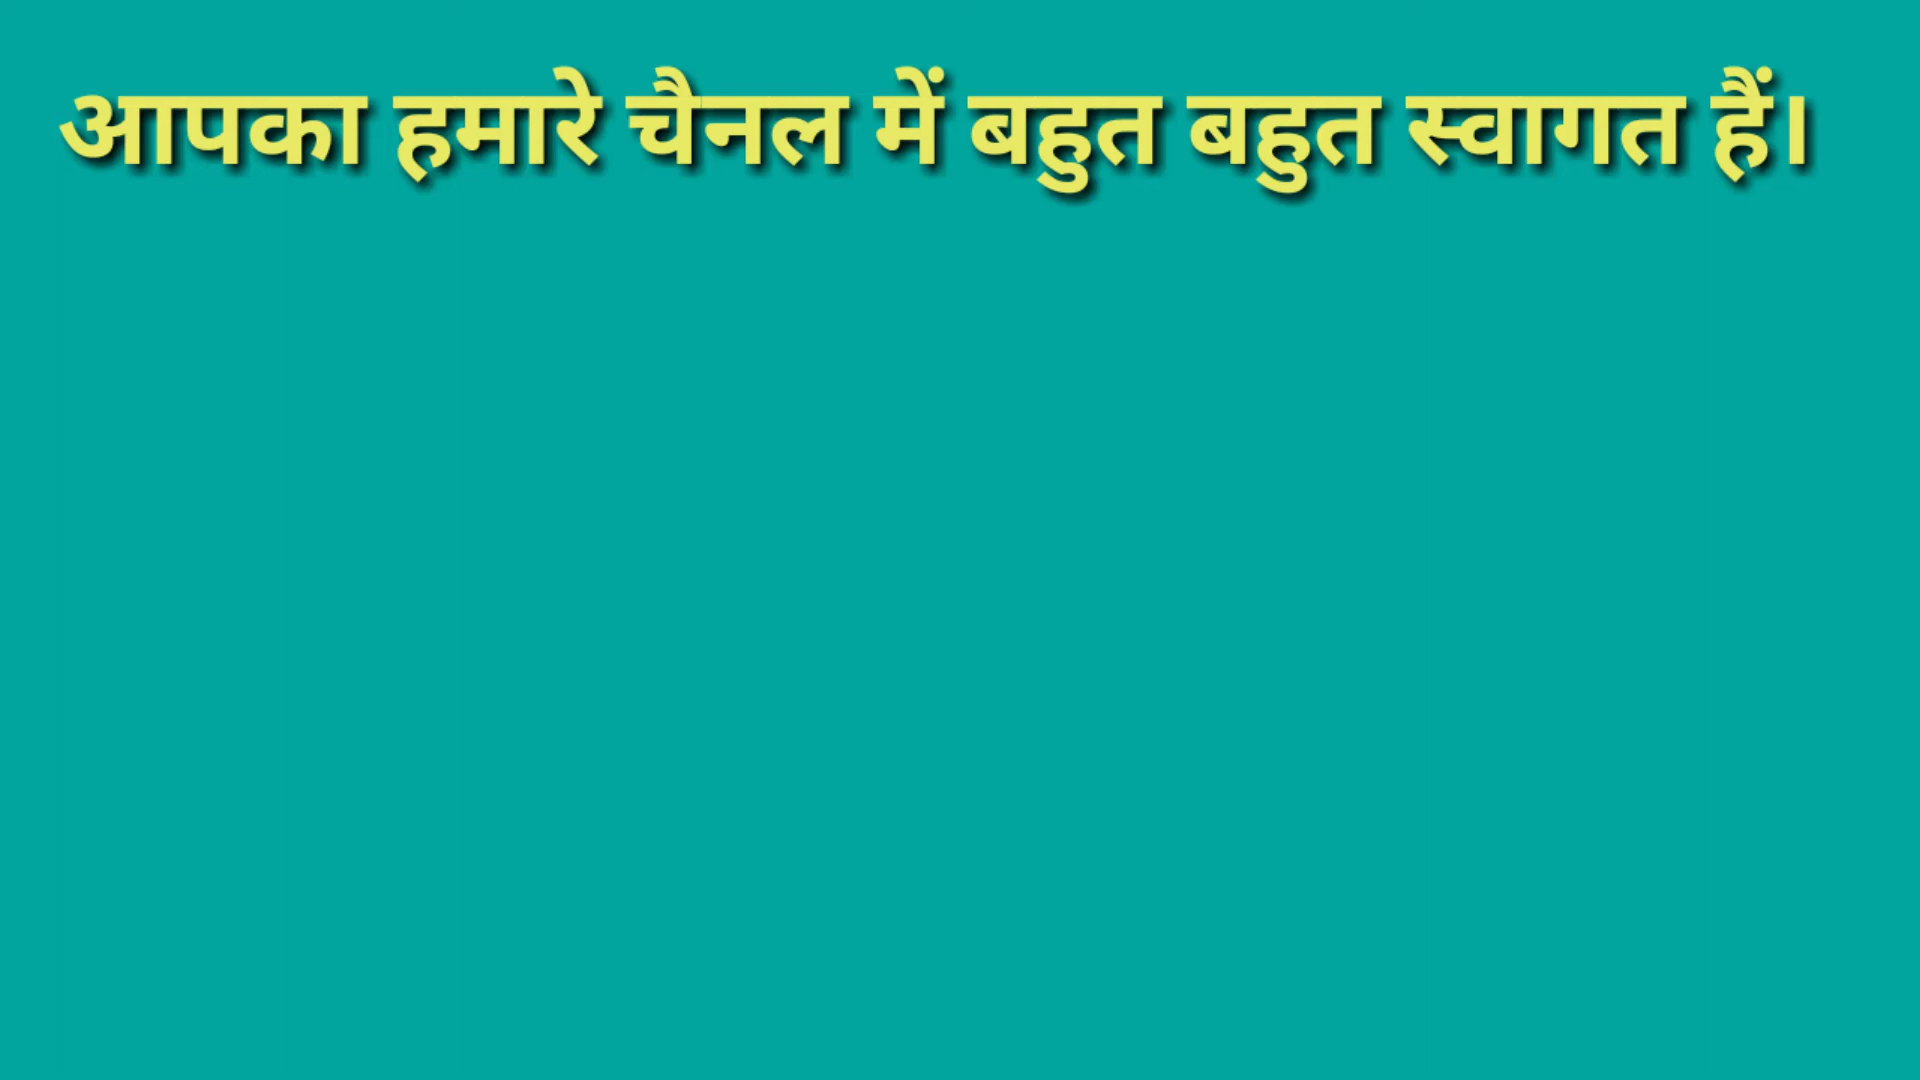 आपका हमारे चैनल में बहुत बहुत स्वागत हैं।